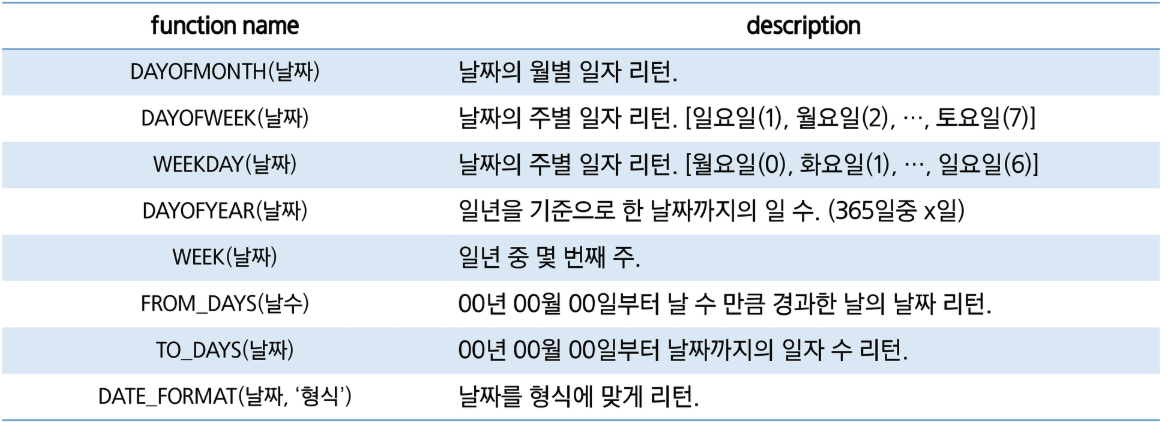 function name description
DAYOFMONTH(날짜) 날짜의 월별 일자 리턴.
DAYOFWEEK(날짜) 날짜의 주별 일자 리턴. [일요일(1), 월요일(2), …, 토요일(7)]
WEEKDAY(날짜) 날짜의 주별 일자 리턴. [월요일(0), 화요일(1), …, 일요일(6)]
DAYOFYEAR(날짜) 일년을 기준으로 한 날짜까지의 일 수. (365일중 x일)
WEEK(날짜) 일년 중 몇 번째 주.
FROM_DAYS(날수) 00년 00월 00일부터 날 수 만큼 경과한 날의 날짜 리턴.
TO_DAYS(날짜) 00년 00월 00일부터 날짜까지의 일자 수 리턴.
DATE_FORMAT(날짜, ‘형식’) 날짜를 형식에 맞게 리턴.